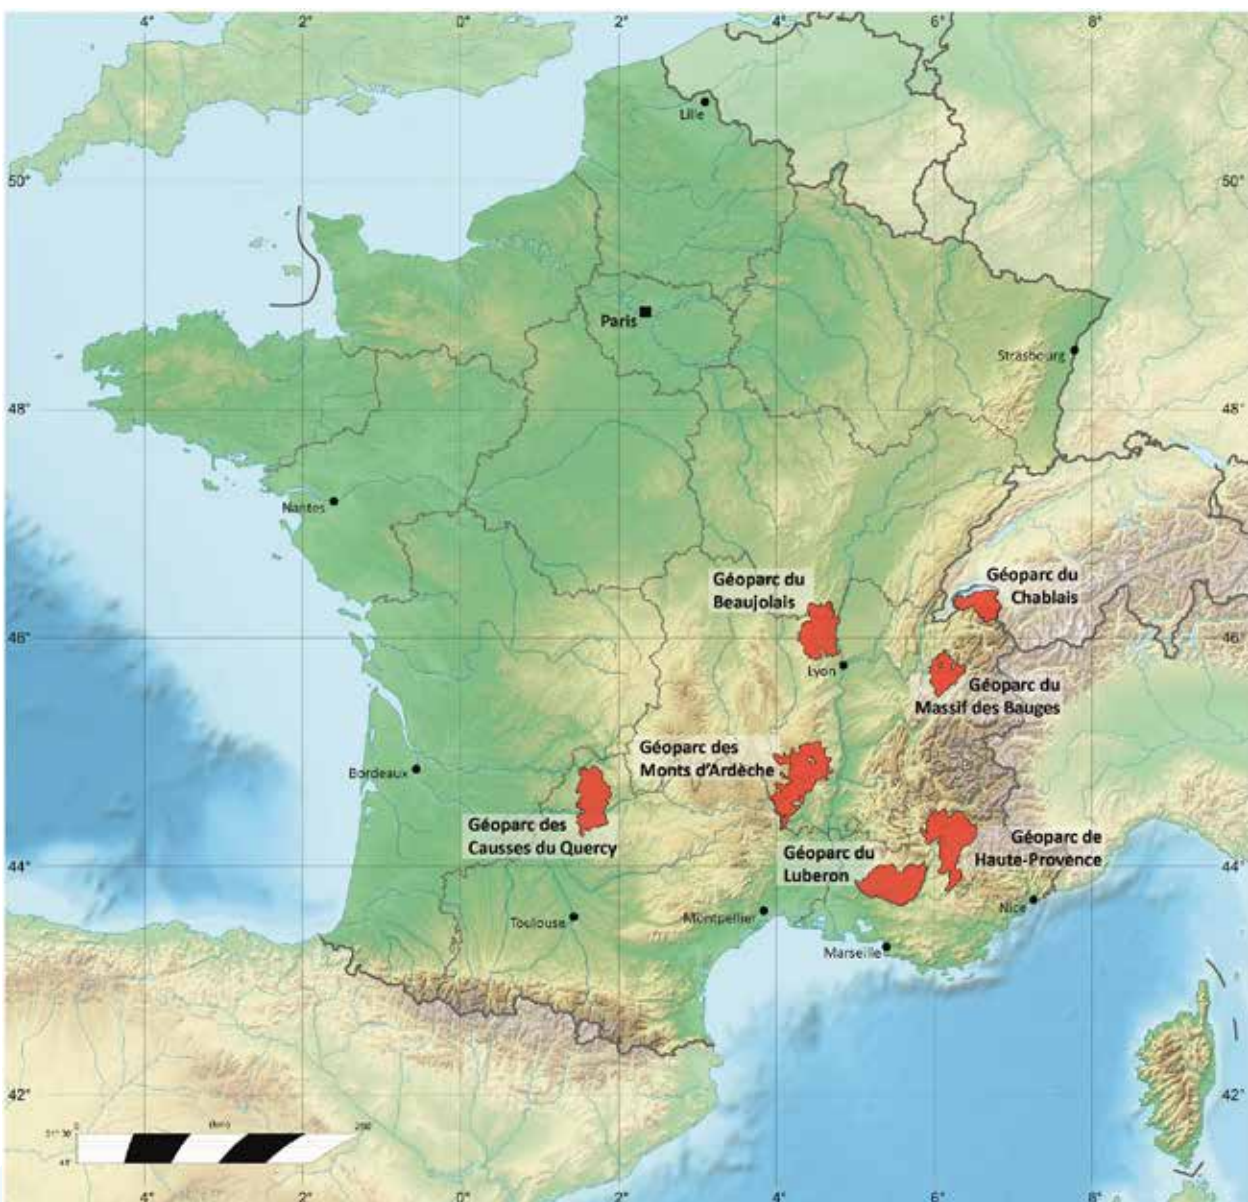 4°
2°
0°
2°
4°
6°
8°
Lille
50°
50°
Paris
Strasbourg
48°
48°
Nantes
Géoparc du
Beaujolais
Géoparc du
Chablais
46°
46°
Lyon
Géoparc du
Massif des Bauges
Géoparc des
Monts d'Ardèche
Bordeaux
Géoparc des
Causses du Quercy
Géoparc du
Luberon
Géoparc de
Haute-Provence
44°
44°
Nice
Toulouse
Montpellier
Marseille
42°
42°
0
(km)
4°
2°
0°
2°
4°
6°
8°